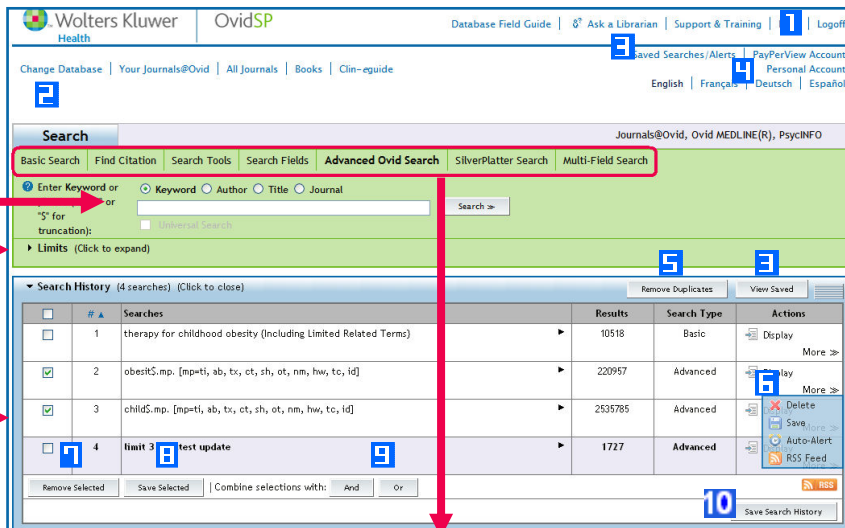 Wolters Kluwer OvidSP
Health
Database Field Guide | Ask a Librarian | Support & Training | 1 | Logoff
3 Saved Searches/Alerts | PayPerView Account
4 Personal Account
Change Database | Your Journals@Ovid | All Journals | Books | Clin-eguide
English | Français | Deutsch | Español
2
Search Journals@Ovid, Ovid MEDLINE(R), PsycINFO
Basic Search | Find Citation | Search Tools | Search Fields | Advanced Ovid Search | SilverPlatter Search | Multi-Field Search
Enter Keyword or Keyword Author Title Journal
or
"$" for Search >>
truncation): Universal Search
Limits (Click to expand)
5 3
Search History (4 searches) (Click to close) Remove Duplicates View Saved
# Searches Results Search Type Actions
1 therapy for childhood obesity (Including Limited Related Terms) 10518 Basic Display
More >>
2 obesit$.mp. [mp=ti, ab, tx, ct, sh, ot, nm, hw, tc, id] 220957 Advanced Display
More >>
6
3 child$.mp. [mp=ti, ab, tx, ct, sh, ot, nm, hw, tc, id] 2535785 Advanced
Delete
Save
Auto-Alert
RSS Feed
4 limit 3 test update 1727 Advanced
7 8 9
Remove Selected Save Selected | Combine selections with: And Or RSS
10 Save Search History